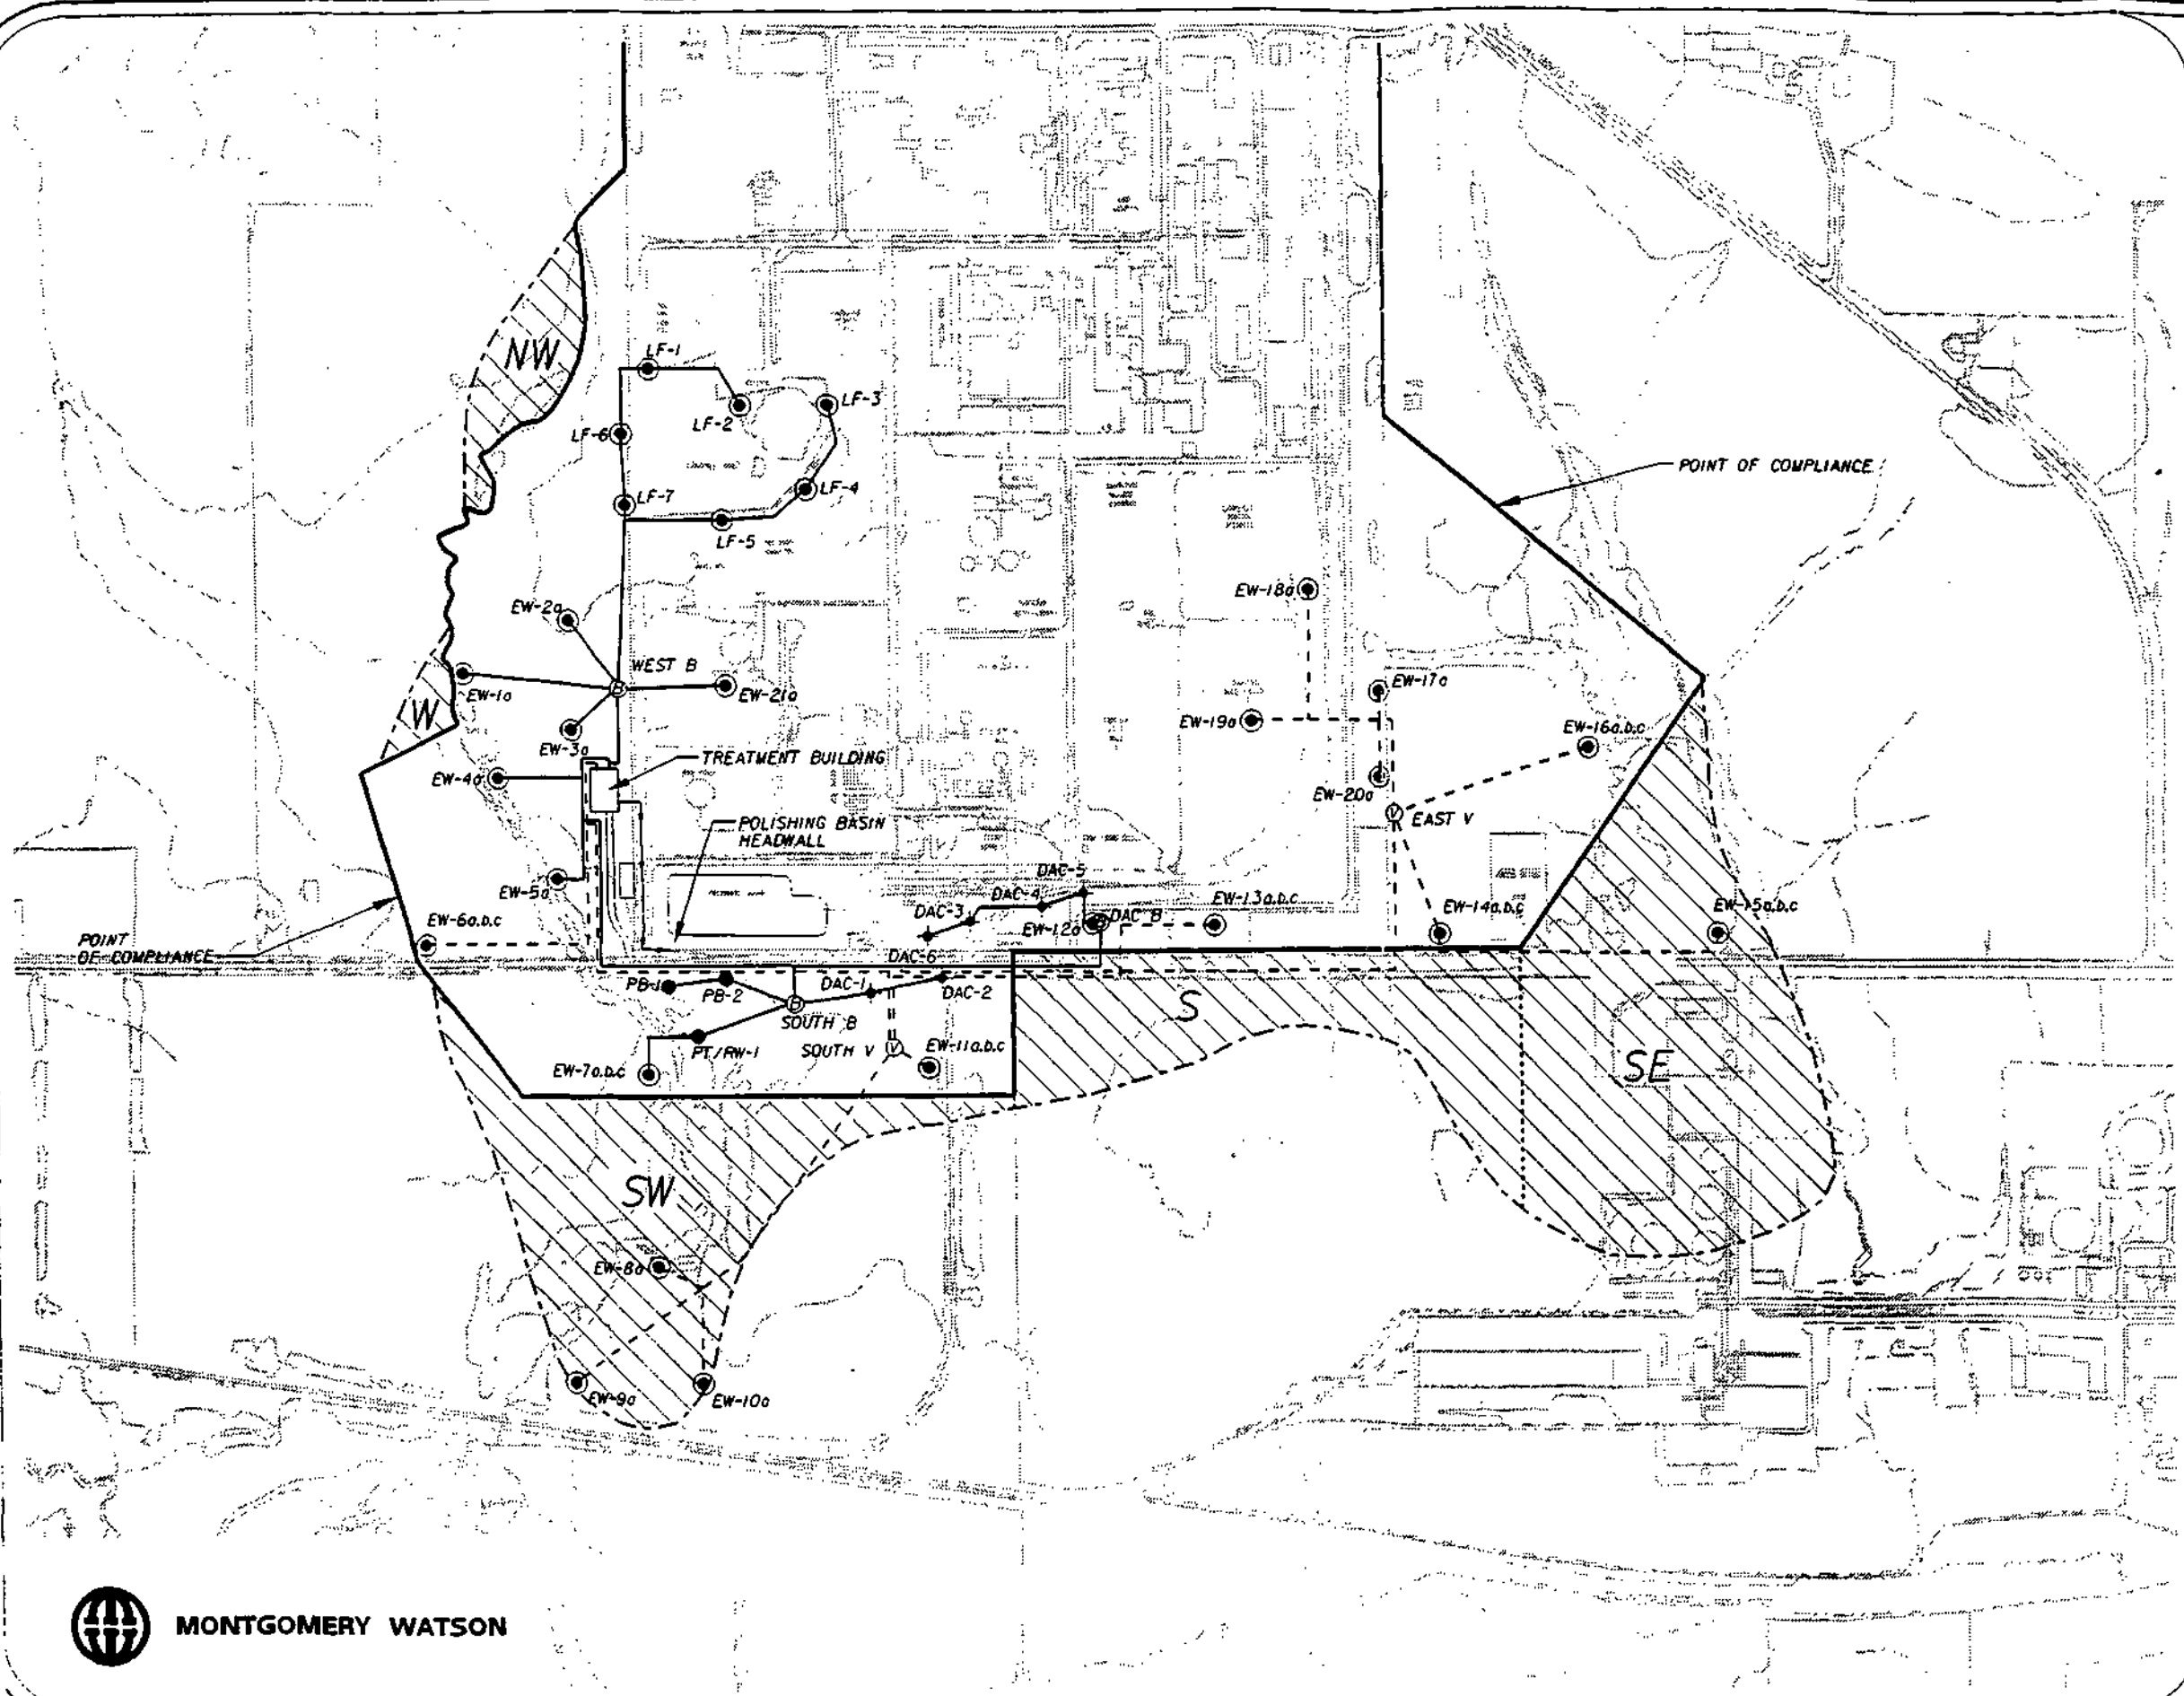 NW
LF-1
LF-3
LF-2
LF-6
LF-4
LF-7
LF-5
POINT OF COMPLIANCE
EW-18a
EW-2a
WEST B
B
EW-1a
EW-21a
EW-17a
W
EW-19a
EW-16a,b,c
EW-3a
TREATMENT BUILDING
EW-4a
EW-20a
V
EAST V
POLISHING BASIN
HEADWALL
DAC-5
EW-5a
DAC-4
EW-13a,b,c
DAC-3
DAC B
EW-14a,b,c
EW-15a,b,c
EW-6a,b,c
EW-12a
POINT
OF COMPLIANCE
DAC-6
PB-1
PB-2
DAC-1
DAC-2
B
SOUTH B
S
PT/RW-1
SOUTH V
V
EW-11a,b,c
EW-7a,b,c
SE
SW
EW-8a
EW-9a
EW-10a
MONTGOMERY WATSON